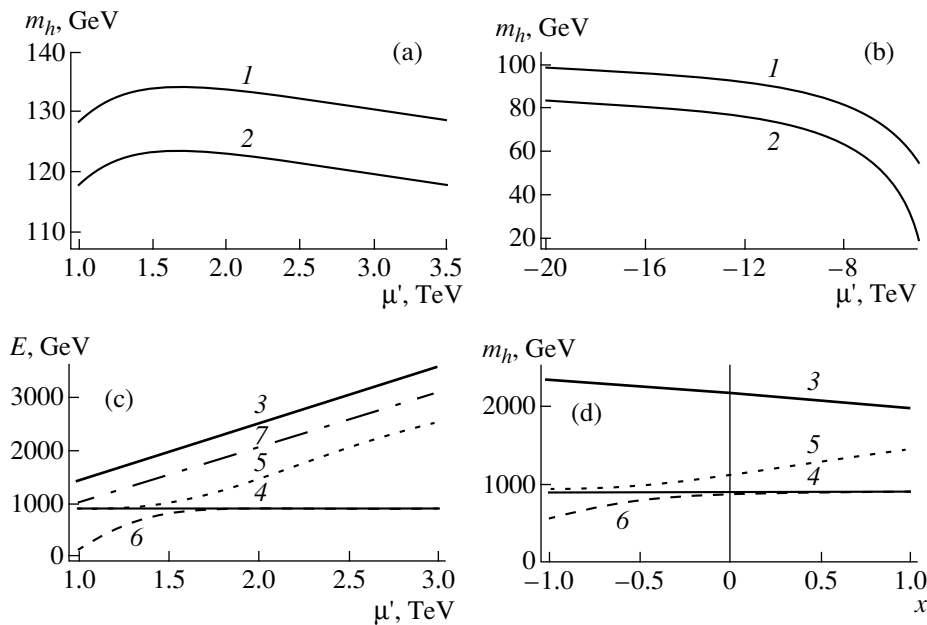 m_h, GeV
140
130
120
110
(a)
1
2
1.0 1.5 2.0 2.5 3.0 3.5
μ', TeV
m_h, GeV
100
80
60
40
20
(b)
1
2
−20 −16 −12 −8
μ', TeV
E, GeV
3000
2000
1000
0
(c)
3
7
5
4
6
1.0 1.5 2.0 2.5 3.0
μ', TeV
m_h, GeV
2000
1000
0
(d)
3
5
4
6
−1.0 −0.5 0 0.5 1.0
x